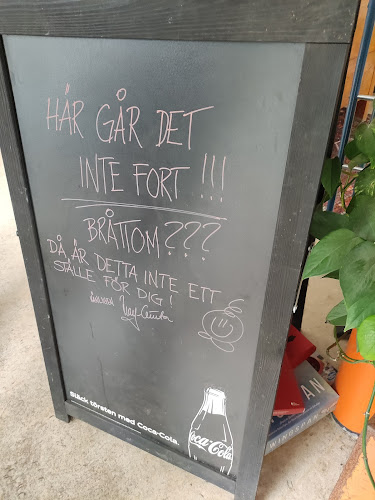 HÄR GÅR DET
INTE FORT!!!
BRÅTTOM???
DÅ ÄR DETTA INTE ETT
STÄLLE FÖR DIG!
Släck törsten med Coca-Cola.
Coca-Cola
WINGSPAN